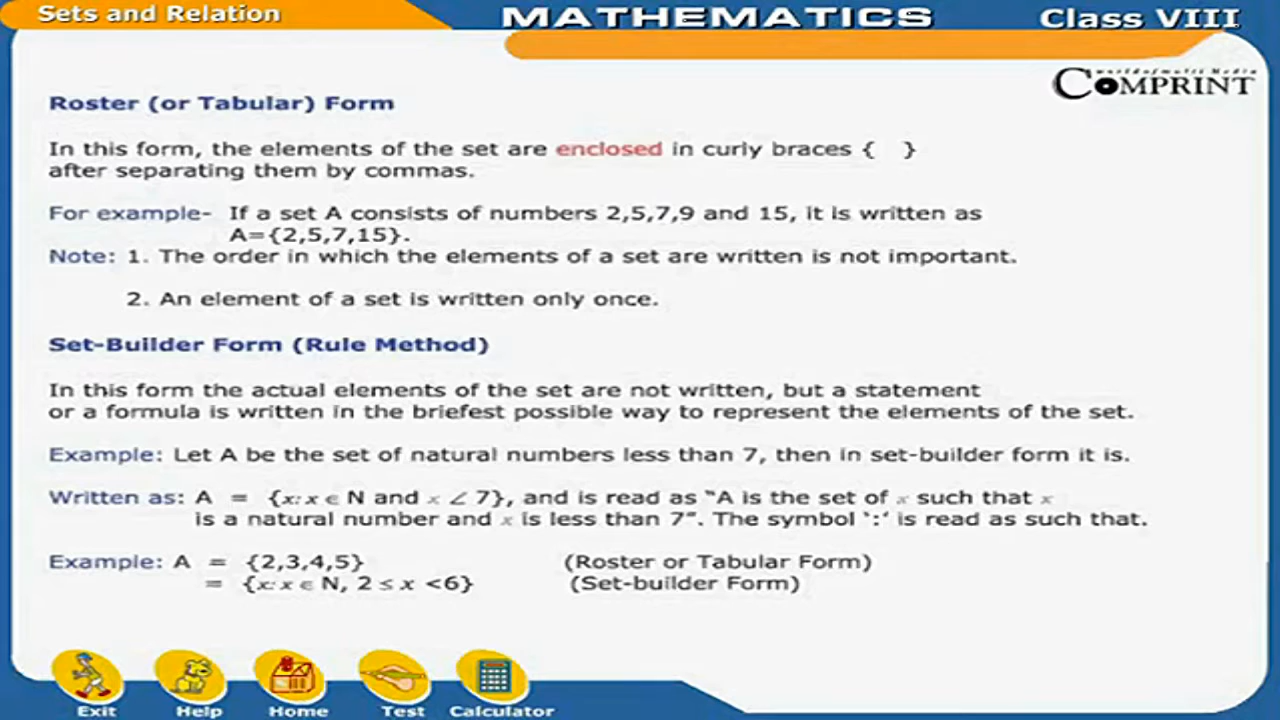 Sets and Relation
MATHEMATICS
Class VIII
world of multi Media
COMPRINT
Roster (or Tabular) Form
In this form, the elements of the set are enclosed in curly braces { }
after separating them by commas.
For example- If a set A consists of numbers 2,5,7,9 and 15, it is written as
A={2,5,7,15}.
Note: 1. The order in which the elements of a set are written is not important.
2. An element of a set is written only once.
Set-Builder Form (Rule Method)
In this form the actual elements of the set are not written, but a statement
or a formula is written in the briefest possible way to represent the elements of the set.
Example: Let A be the set of natural numbers less than 7, then in set-builder form it is.
Written as: A = {x: x ∈ N and x ∠ 7}, and is read as “A is the set of x such that x
is a natural number and x is less than 7”. The symbol ‘:’ is read as such that.
Example: A = {2,3,4,5} (Roster or Tabular Form)
= {x: x ∈ N, 2 ≤ x <6} (Set-builder Form)
Exit Help Home Test Calculator